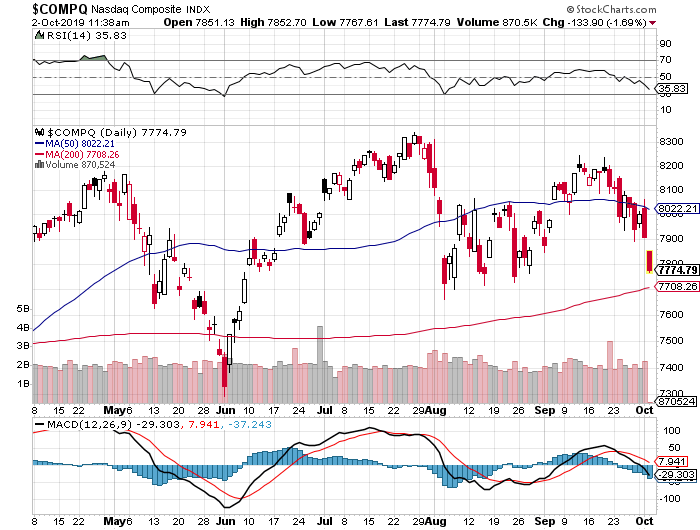 $COMPQ Nasdaq Composite INDX © StockCharts.com
2-Oct-2019 11:38am Open 7851.13 High 7852.70 Low 7767.61 Last 7774.79 Volume 870.5K Chg -133.90 (-1.69%)
RSI(14) 35.83
90
70
50
35.83
30
10
$COMPQ (Daily) 7774.79
MA(50) 8022.21
MA(200) 7708.26
Volume 870,524
8300
8200
8100
8022.21
8000
7900
7800
7774.79
7708.26
7600
7500
7400
7300
5B
4B
3B
2B
1B
870524
8 15 22 May 6 13 20 28 Jun 10 17 24 Jul 8 15 22 Aug 5 12 19 26 Sep 9 16 23 Oct
MACD(12,26,9) -29.303, 7.941, -37.243
100
50
7.941
-29.303
-50
-100
8 15 22 May 13 20 28 Jun 10 17 24 Jul 8 15 22 Aug 12 19 26 Sep 9 16 23 Oct